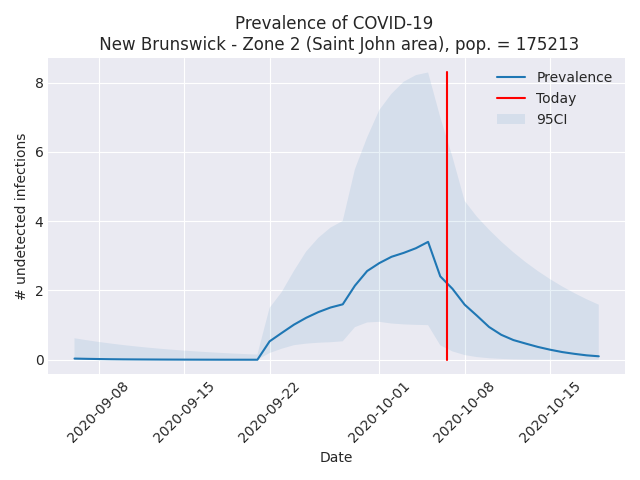 Prevalence of COVID-19
New Brunswick - Zone 2 (Saint John area), pop. = 175213
Prevalence
Today
95CI
# undetected infections
8
6
4
2
0
2020-09-08
2020-09-15
2020-09-22
2020-10-01
2020-10-08
2020-10-15
Date